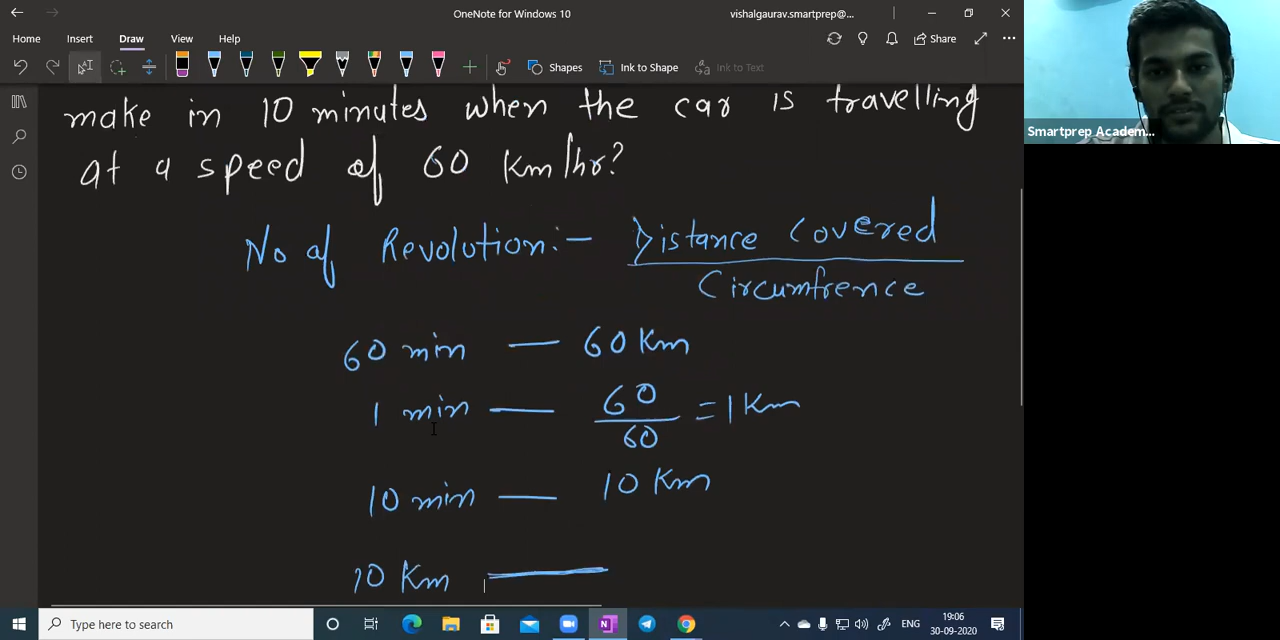 OneNote for Windows 10
vishalgaurav.smartprep@...
Home Insert Draw View Help
Share
Shapes Ink to Shape Ink to Text
make in 10 minutes when the car is travelling
at a speed of 60 Km/hr?
No of Revolution:- Distance Covered
Circumfrence
60 min — 60 Km
1 min — 60 = 1 Km
60
10 min — 10 Km
10 Km —
Smartprep Academ...
Type here to search
ENG
19:06
30-09-2020